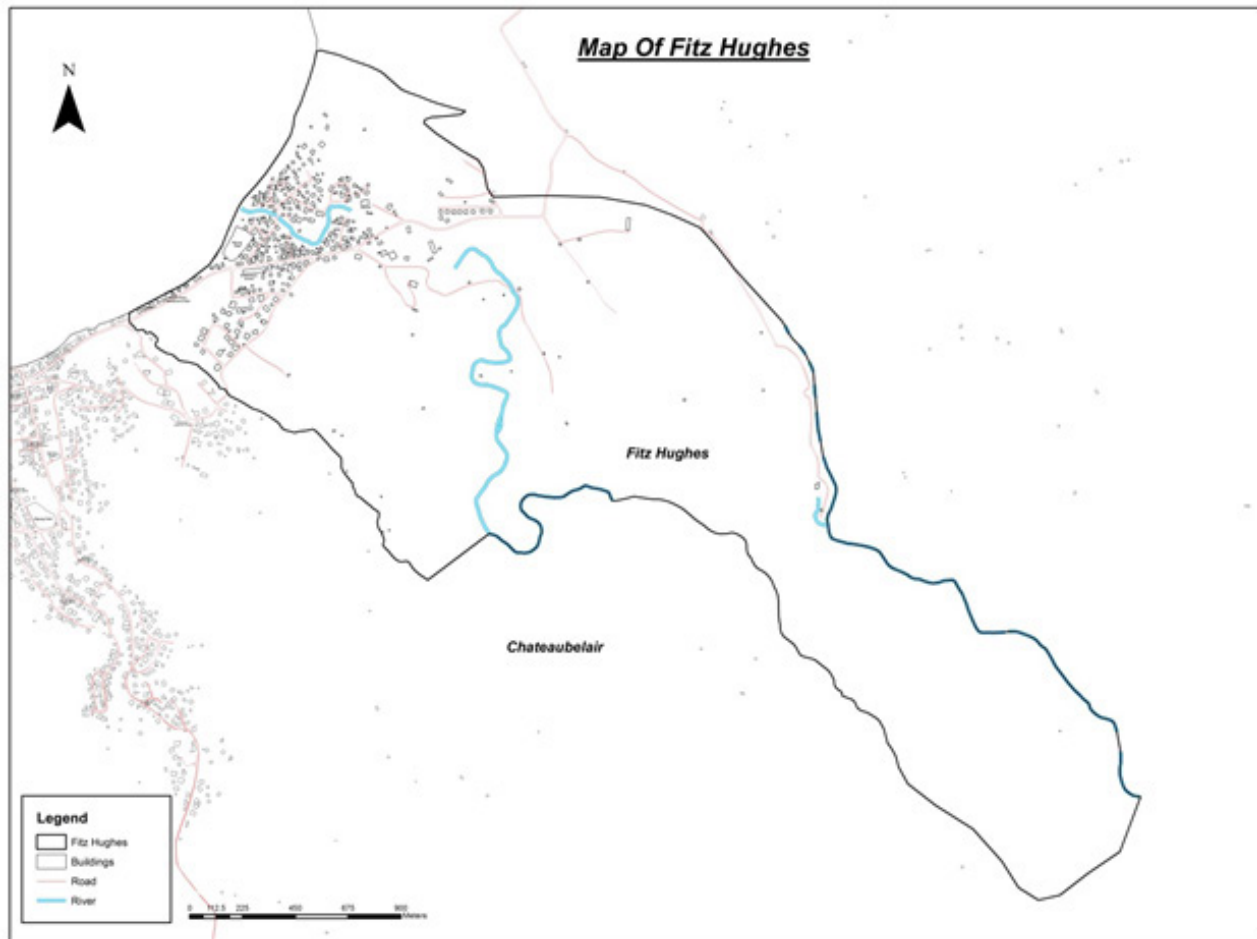 Map Of Fitz Hughes
N
Fitz Hughes
Chateaubelair
Legend
Fitz Hughes
Buildings
Road
River
0 112.5 225 450 675 900
Meters